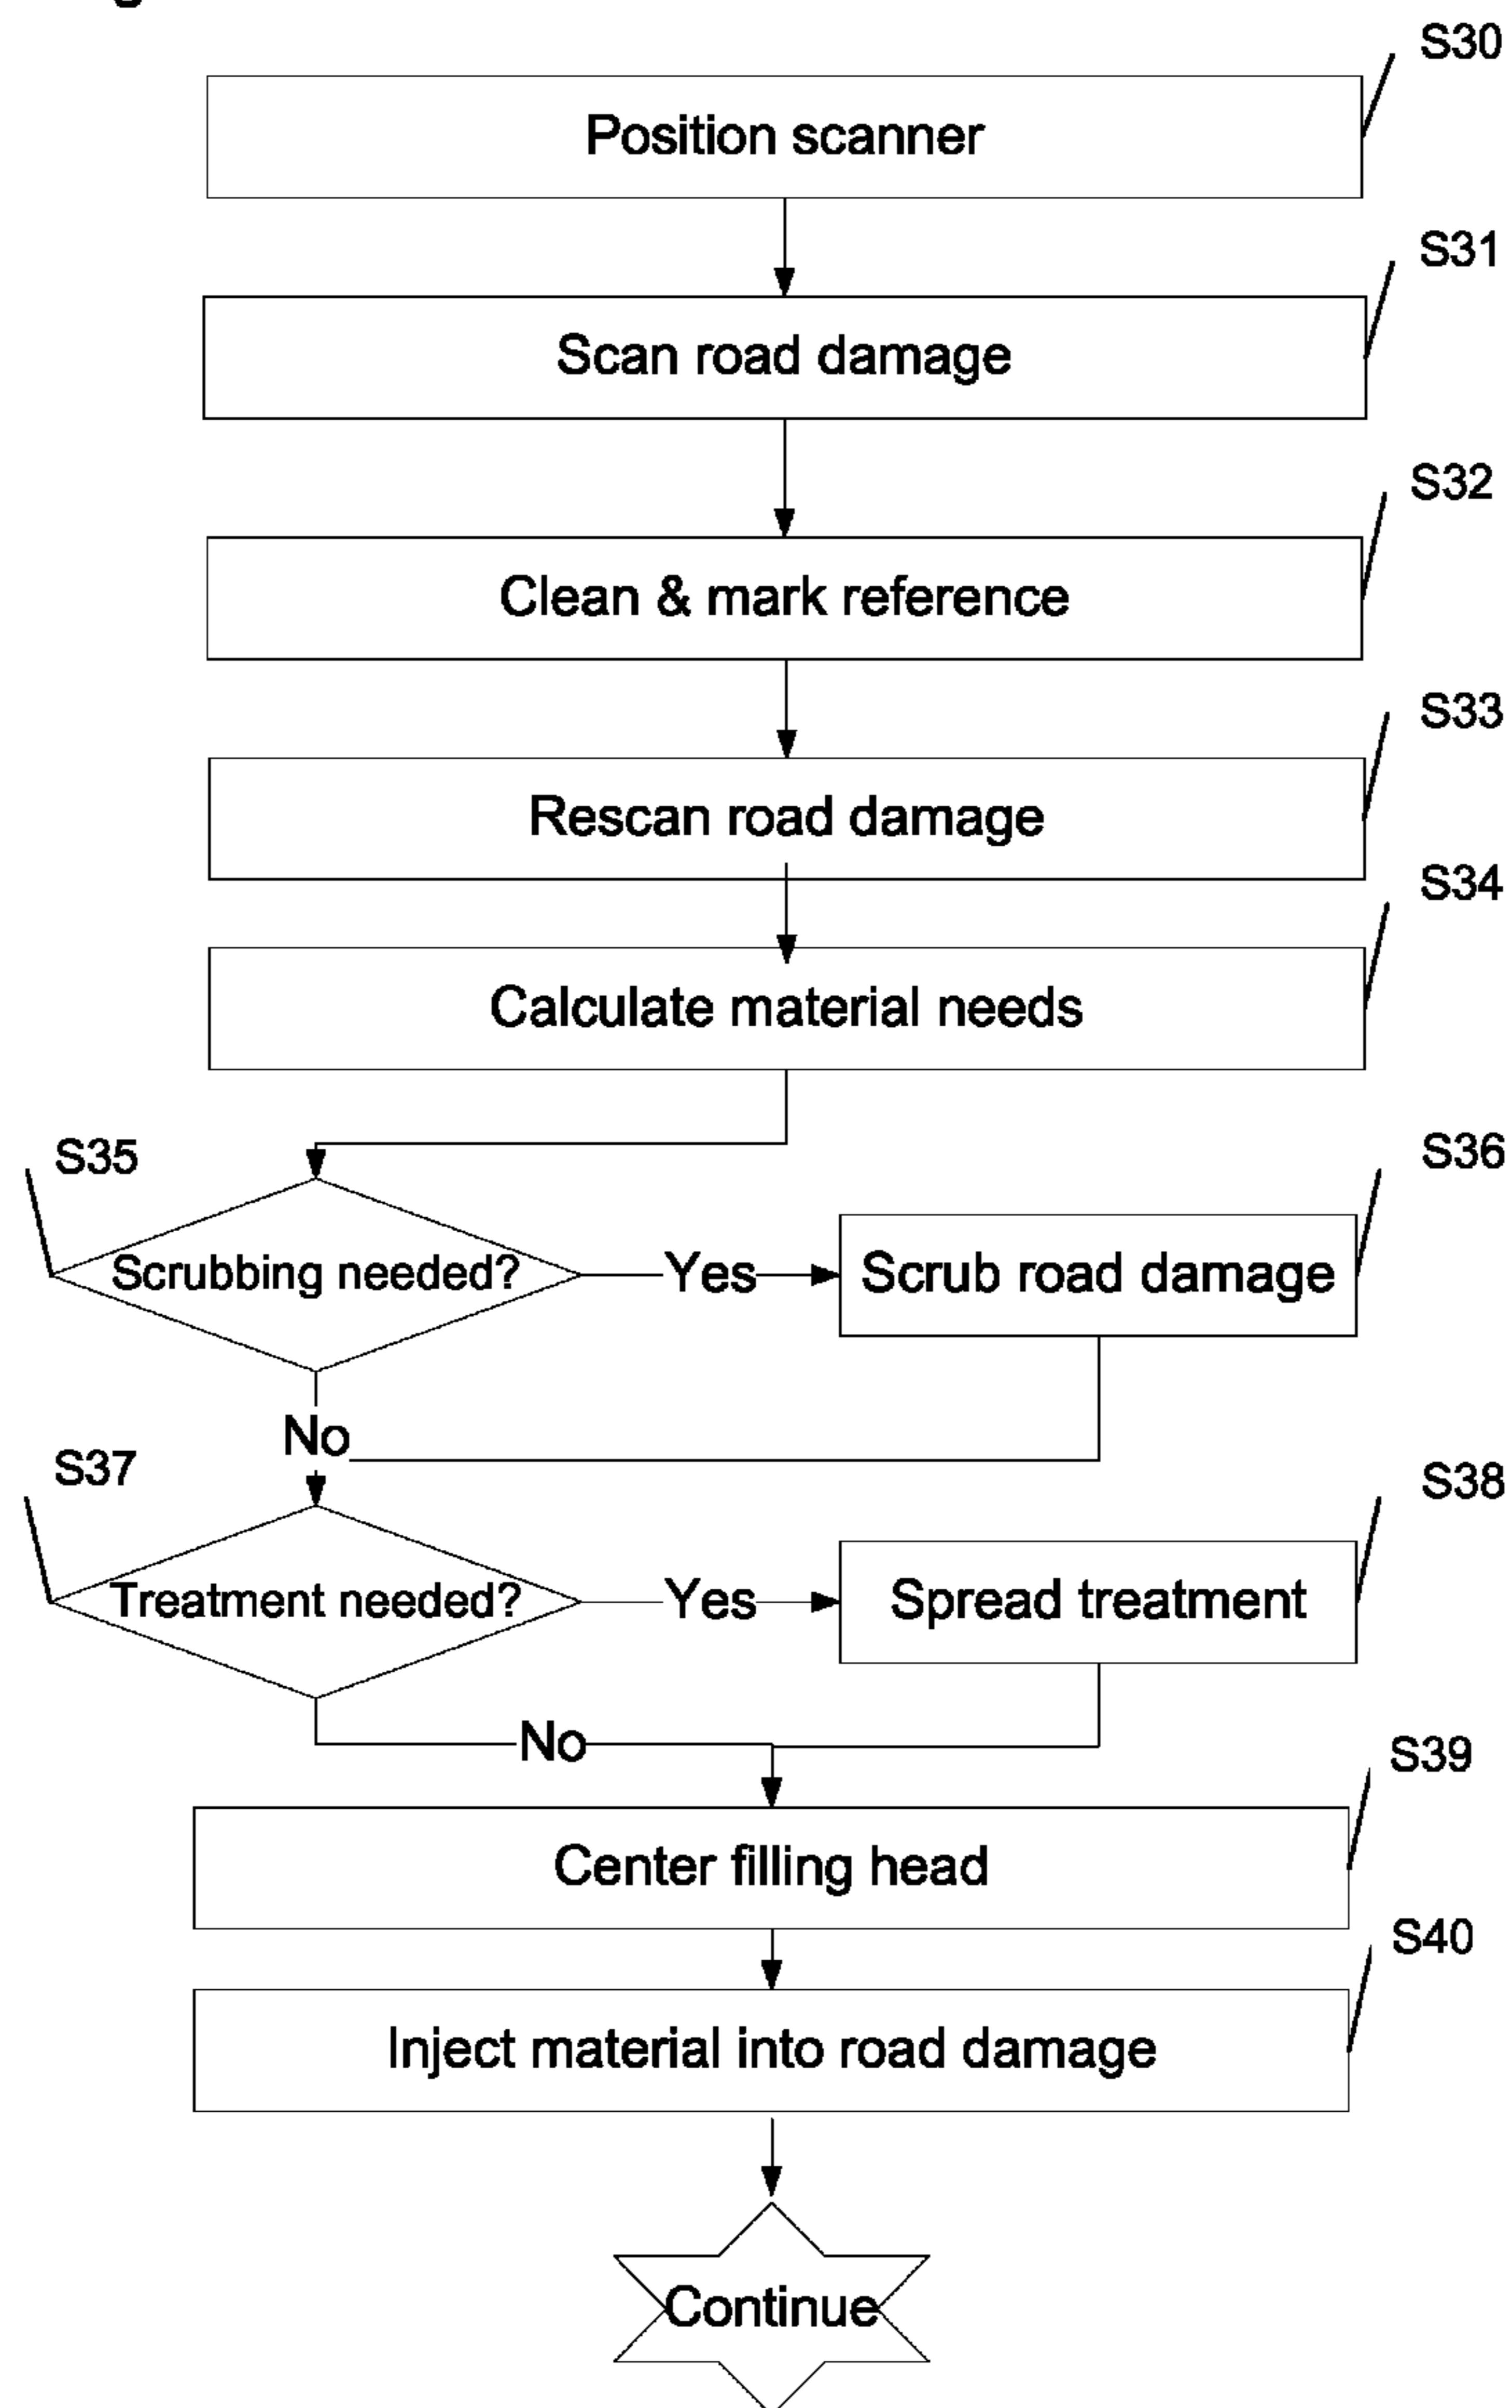 S30
Position scanner
S31
Scan road damage
S32
Clean & mark reference
S33
Rescan road damage
S34
Calculate material needs
S35
S36
Scrubbing needed?
Yes
Scrub road damage
No
S37
S38
Treatment needed?
Yes
Spread treatment
No
S39
Center filling head
S40
Inject material into road damage
Continue